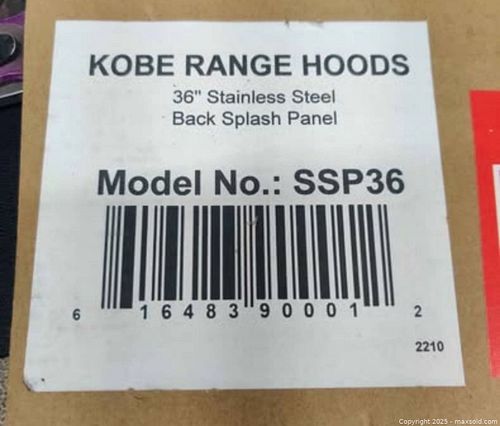 KOBE RANGE HOODS
36" Stainless Steel
Back Splash Panel
Model No.: SSP36
6 16483 90001 2
2210
Copyright 2025 - maxsold.com